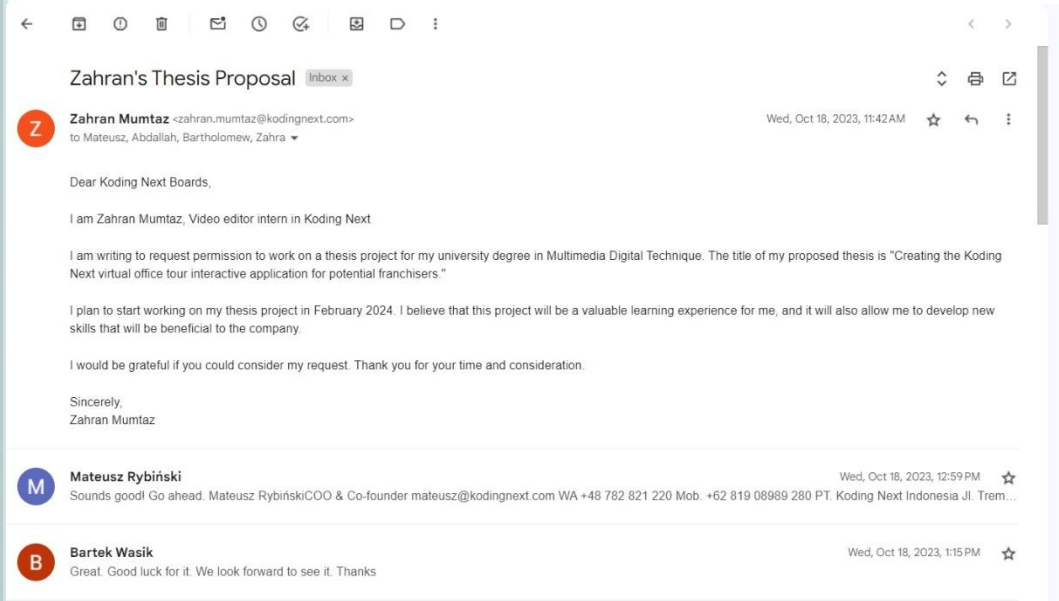 Zahran's Thesis Proposal Inbox ×
Z
Zahran Mumtaz <zahran.mumtaz@kodingnext.com>
Wed, Oct 18, 2023, 11:42 AM
to Mateusz, Abdallah, Bartholomew, Zahra
Dear Koding Next Boards,
I am Zahran Mumtaz, Video editor intern in Koding Next
I am writing to request permission to work on a thesis project for my university degree in Multimedia Digital Technique. The title of my proposed thesis is "Creating the Koding
Next virtual office tour interactive application for potential franchisers."
I plan to start working on my thesis project in February 2024. I believe that this project will be a valuable learning experience for me, and it will also allow me to develop new
skills that will be beneficial to the company.
I would be grateful if you could consider my request. Thank you for your time and consideration.
Sincerely,
Zahran Mumtaz
M
Mateusz Rybiński
Wed, Oct 18, 2023, 12:59 PM
Sounds good! Go ahead. Mateusz RybińskiCOO & Co-founder mateusz@kodingnext.com WA +48 782 821 220 Mob. +62 819 08989 280 PT. Koding Next Indonesia Jl. Trem...
B
Bartek Wasik
Wed, Oct 18, 2023, 1:15 PM
Great. Good luck for it. We look forward to see it. Thanks